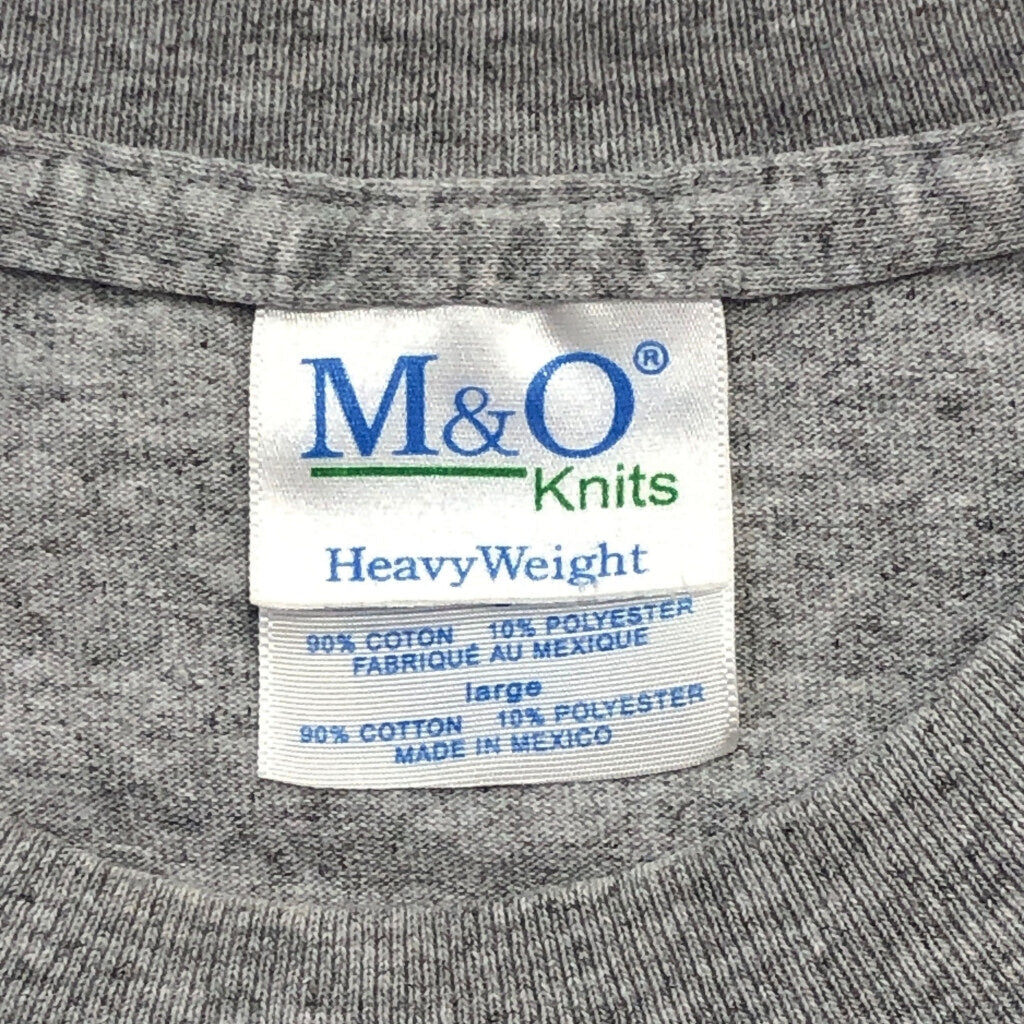 M&O®
Knits
HeavyWeight
90% COTON 10% POLYESTER
FABRIQUÉ AU MEXIQUE
large
90% COTTON 10% POLYESTER
MADE IN MEXICO